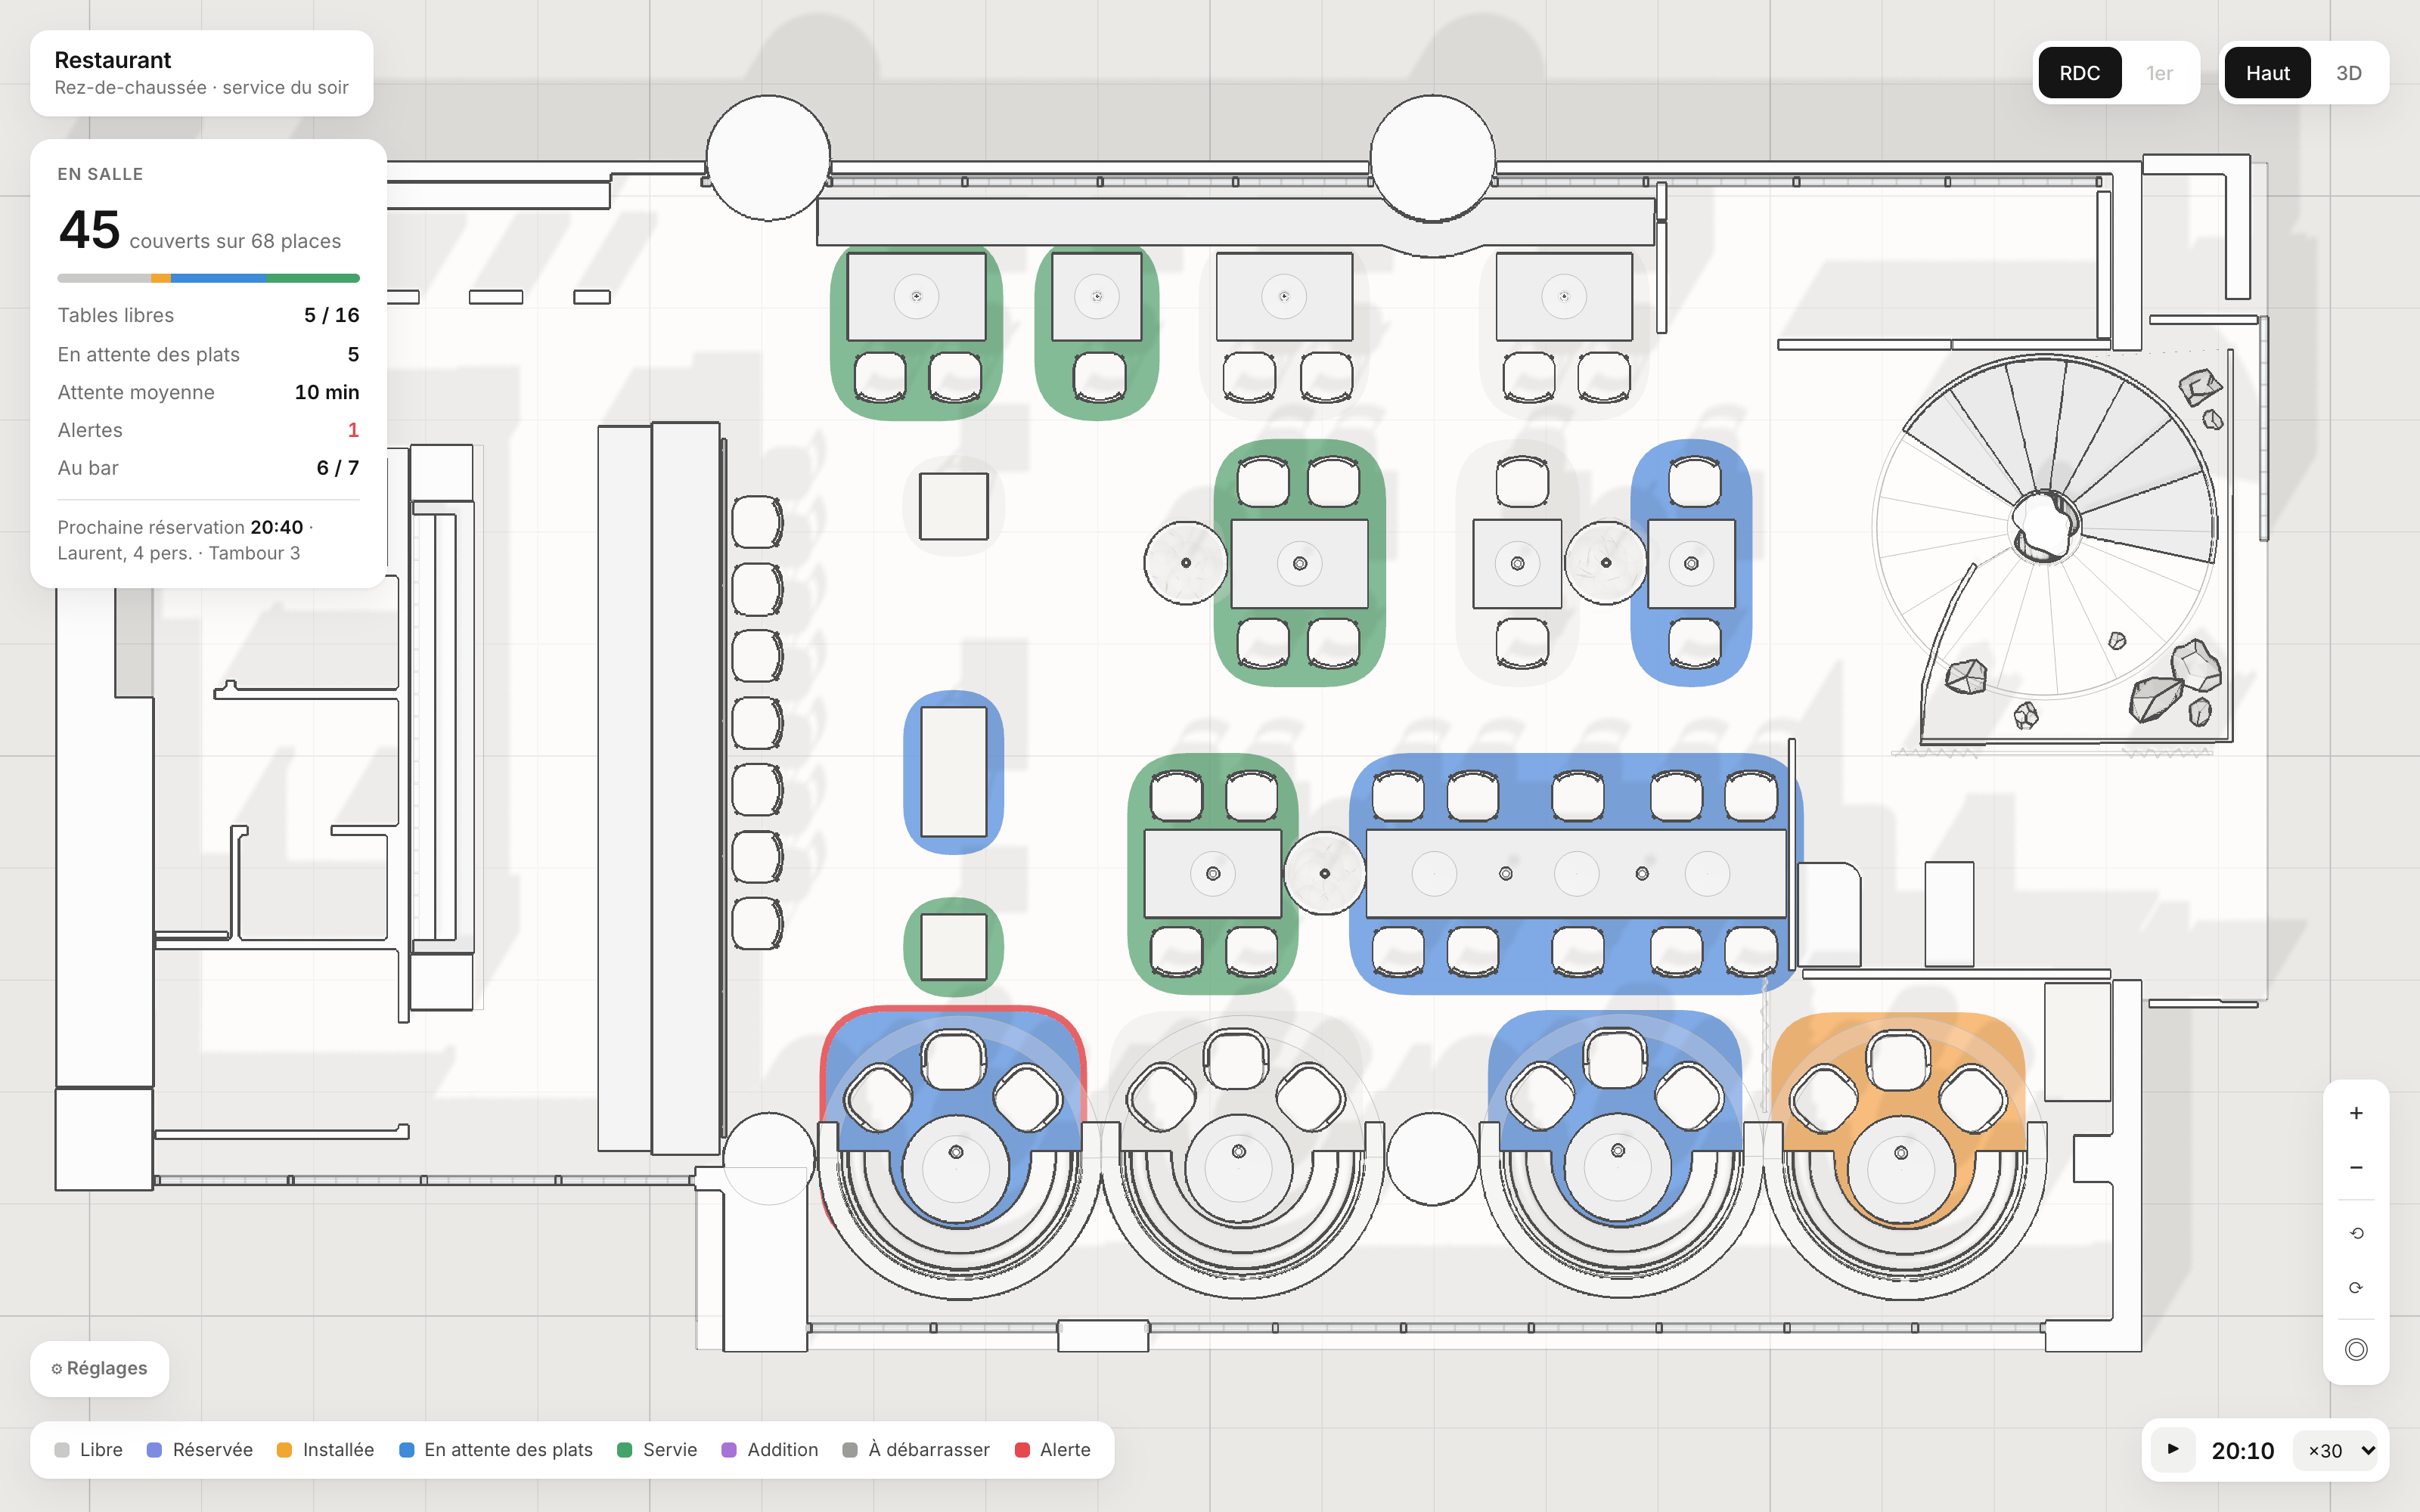 Restaurant
Rez-de-chaussée · service du soir
RDC
1er
Haut
3D
EN SALLE
45 couverts sur 68 places
Tables libres 5 / 16
En attente des plats 5
Attente moyenne 10 min
Alertes 1
Au bar 6 / 7
Prochaine réservation 20:40 ·
Laurent, 4 pers. · Tambour 3
+
−
Réglages
Libre Réservée Installée En attente des plats Servie Addition À débarrasser Alerte
20:10 ×30